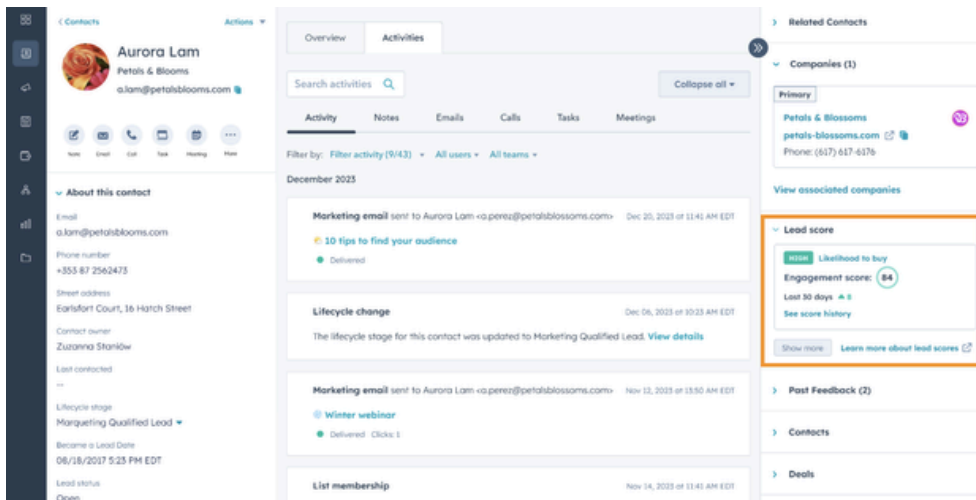 < Contacts
Actions
Aurora Lam
Petals & Blooms
a.lam@petalsblooms.com
Note Email Call Task Meeting More
About this contact
Email
a.lam@petalsblooms.com
Phone number
+353 87 2562473
Street address
Earlsfort Court, 16 Hatch Street
Contact owner
Zuzanna Staniów
Last contacted
--
Lifecycle stage
Marqueting Qualified Lead
Became a Lead Date
08/18/2017 5:23 PM EDT
Lead status
Open
Overview Activities
Search activities
Collapse all
Activity Notes Emails Calls Tasks Meetings
Filter by: Filter activity (9/43) All users All teams
December 2023
Marketing email sent to Aurora Lam <a.perez@petalsblossoms.com> Dec 20, 2023 at 11:41 AM EDT
10 tips to find your audience
Delivered
Lifecycle change Dec 06, 2023 at 10:23 AM EDT
The lifecycle stage for this contact was updated to Marketing Qualified Lead. View details
Marketing email sent to Aurora Lam <a.perez@petalsblossoms.com> Nov 12, 2023 at 13:50 AM EDT
Winter webinar
Delivered Clicks: 1
List membership Nov 14, 2023 at 11:41 AM EDT
Related Contacts
Companies (1)
Primary
Petals & Blossoms
petals-blossoms.com
Phone: (617) 617-6176
View associated companies
Lead score
HIGH Likelihood to buy
Engagement score: 84
Last 30 days 8
See score history
Show more Learn more about lead scores
Past Feedback (2)
Contacts
Deals